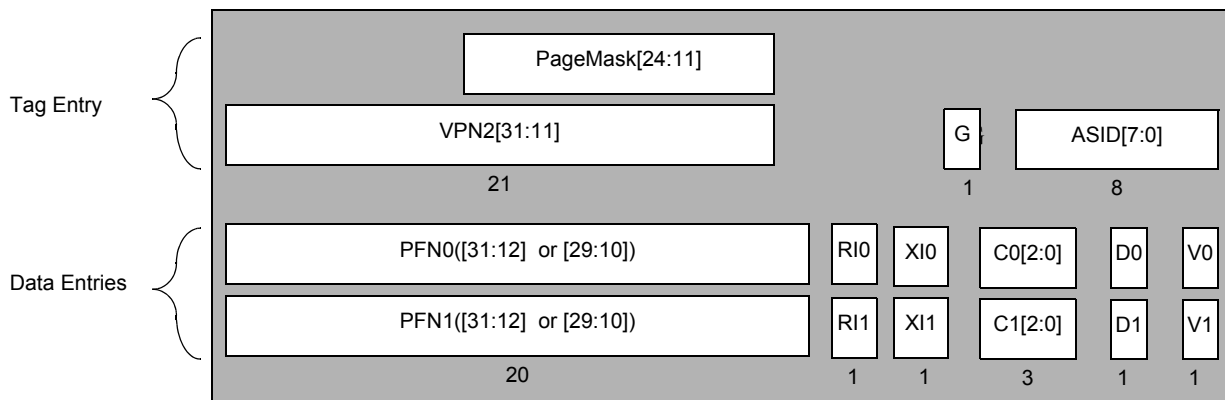 PageMask[24:11]
Tag Entry
VPN2[31:11] G ASID[7:0]
21 1 8
PFN0([31:12] or [29:10]) RI0 XI0 C0[2:0] D0 V0
Data Entries
PFN1([31:12] or [29:10]) RI1 XI1 C1[2:0] D1 V1
20 1 1 3 1 1